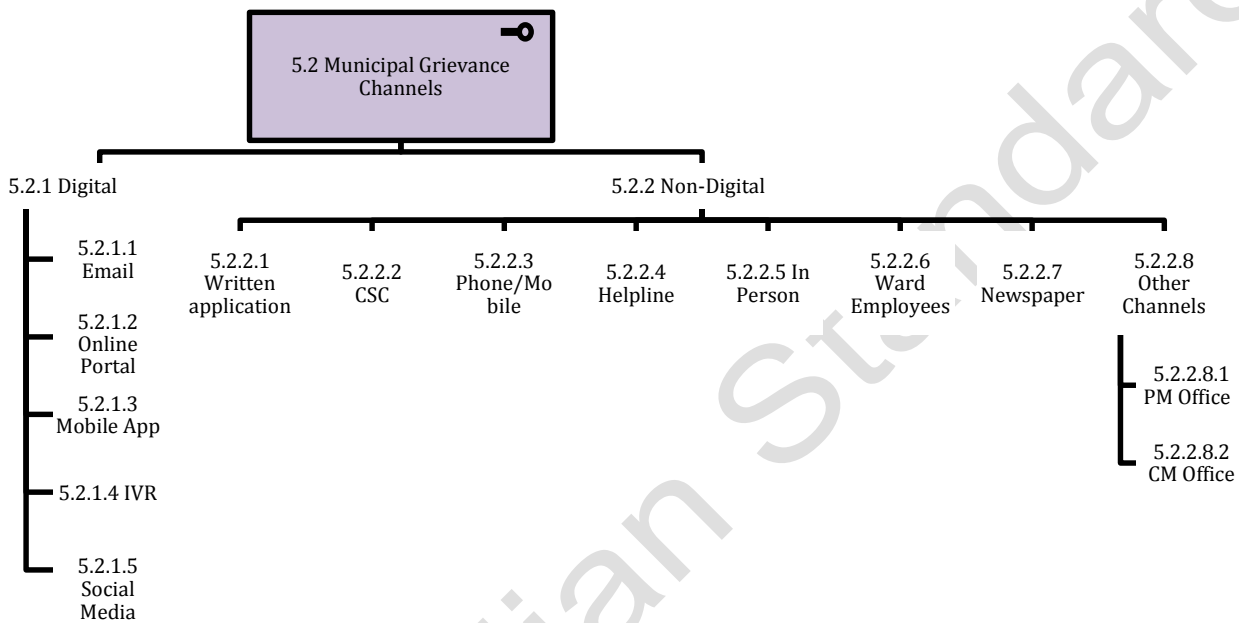 5.2 Municipal Grievance
Channels
5.2.1 Digital
5.2.2 Non-Digital
5.2.1.1
Email
5.2.1.2
Online
Portal
5.2.1.3
Mobile App
5.2.1.4 IVR
5.2.1.5
Social
Media
5.2.2.1
Written
application
5.2.2.2
CSC
5.2.2.3
Phone/Mo
bile
5.2.2.4
Helpline
5.2.2.5 In
Person
5.2.2.6
Ward
Employees
5.2.2.7
Newspaper
5.2.2.8
Other
Channels
5.2.2.8.1
PM Office
5.2.2.8.2
CM Office